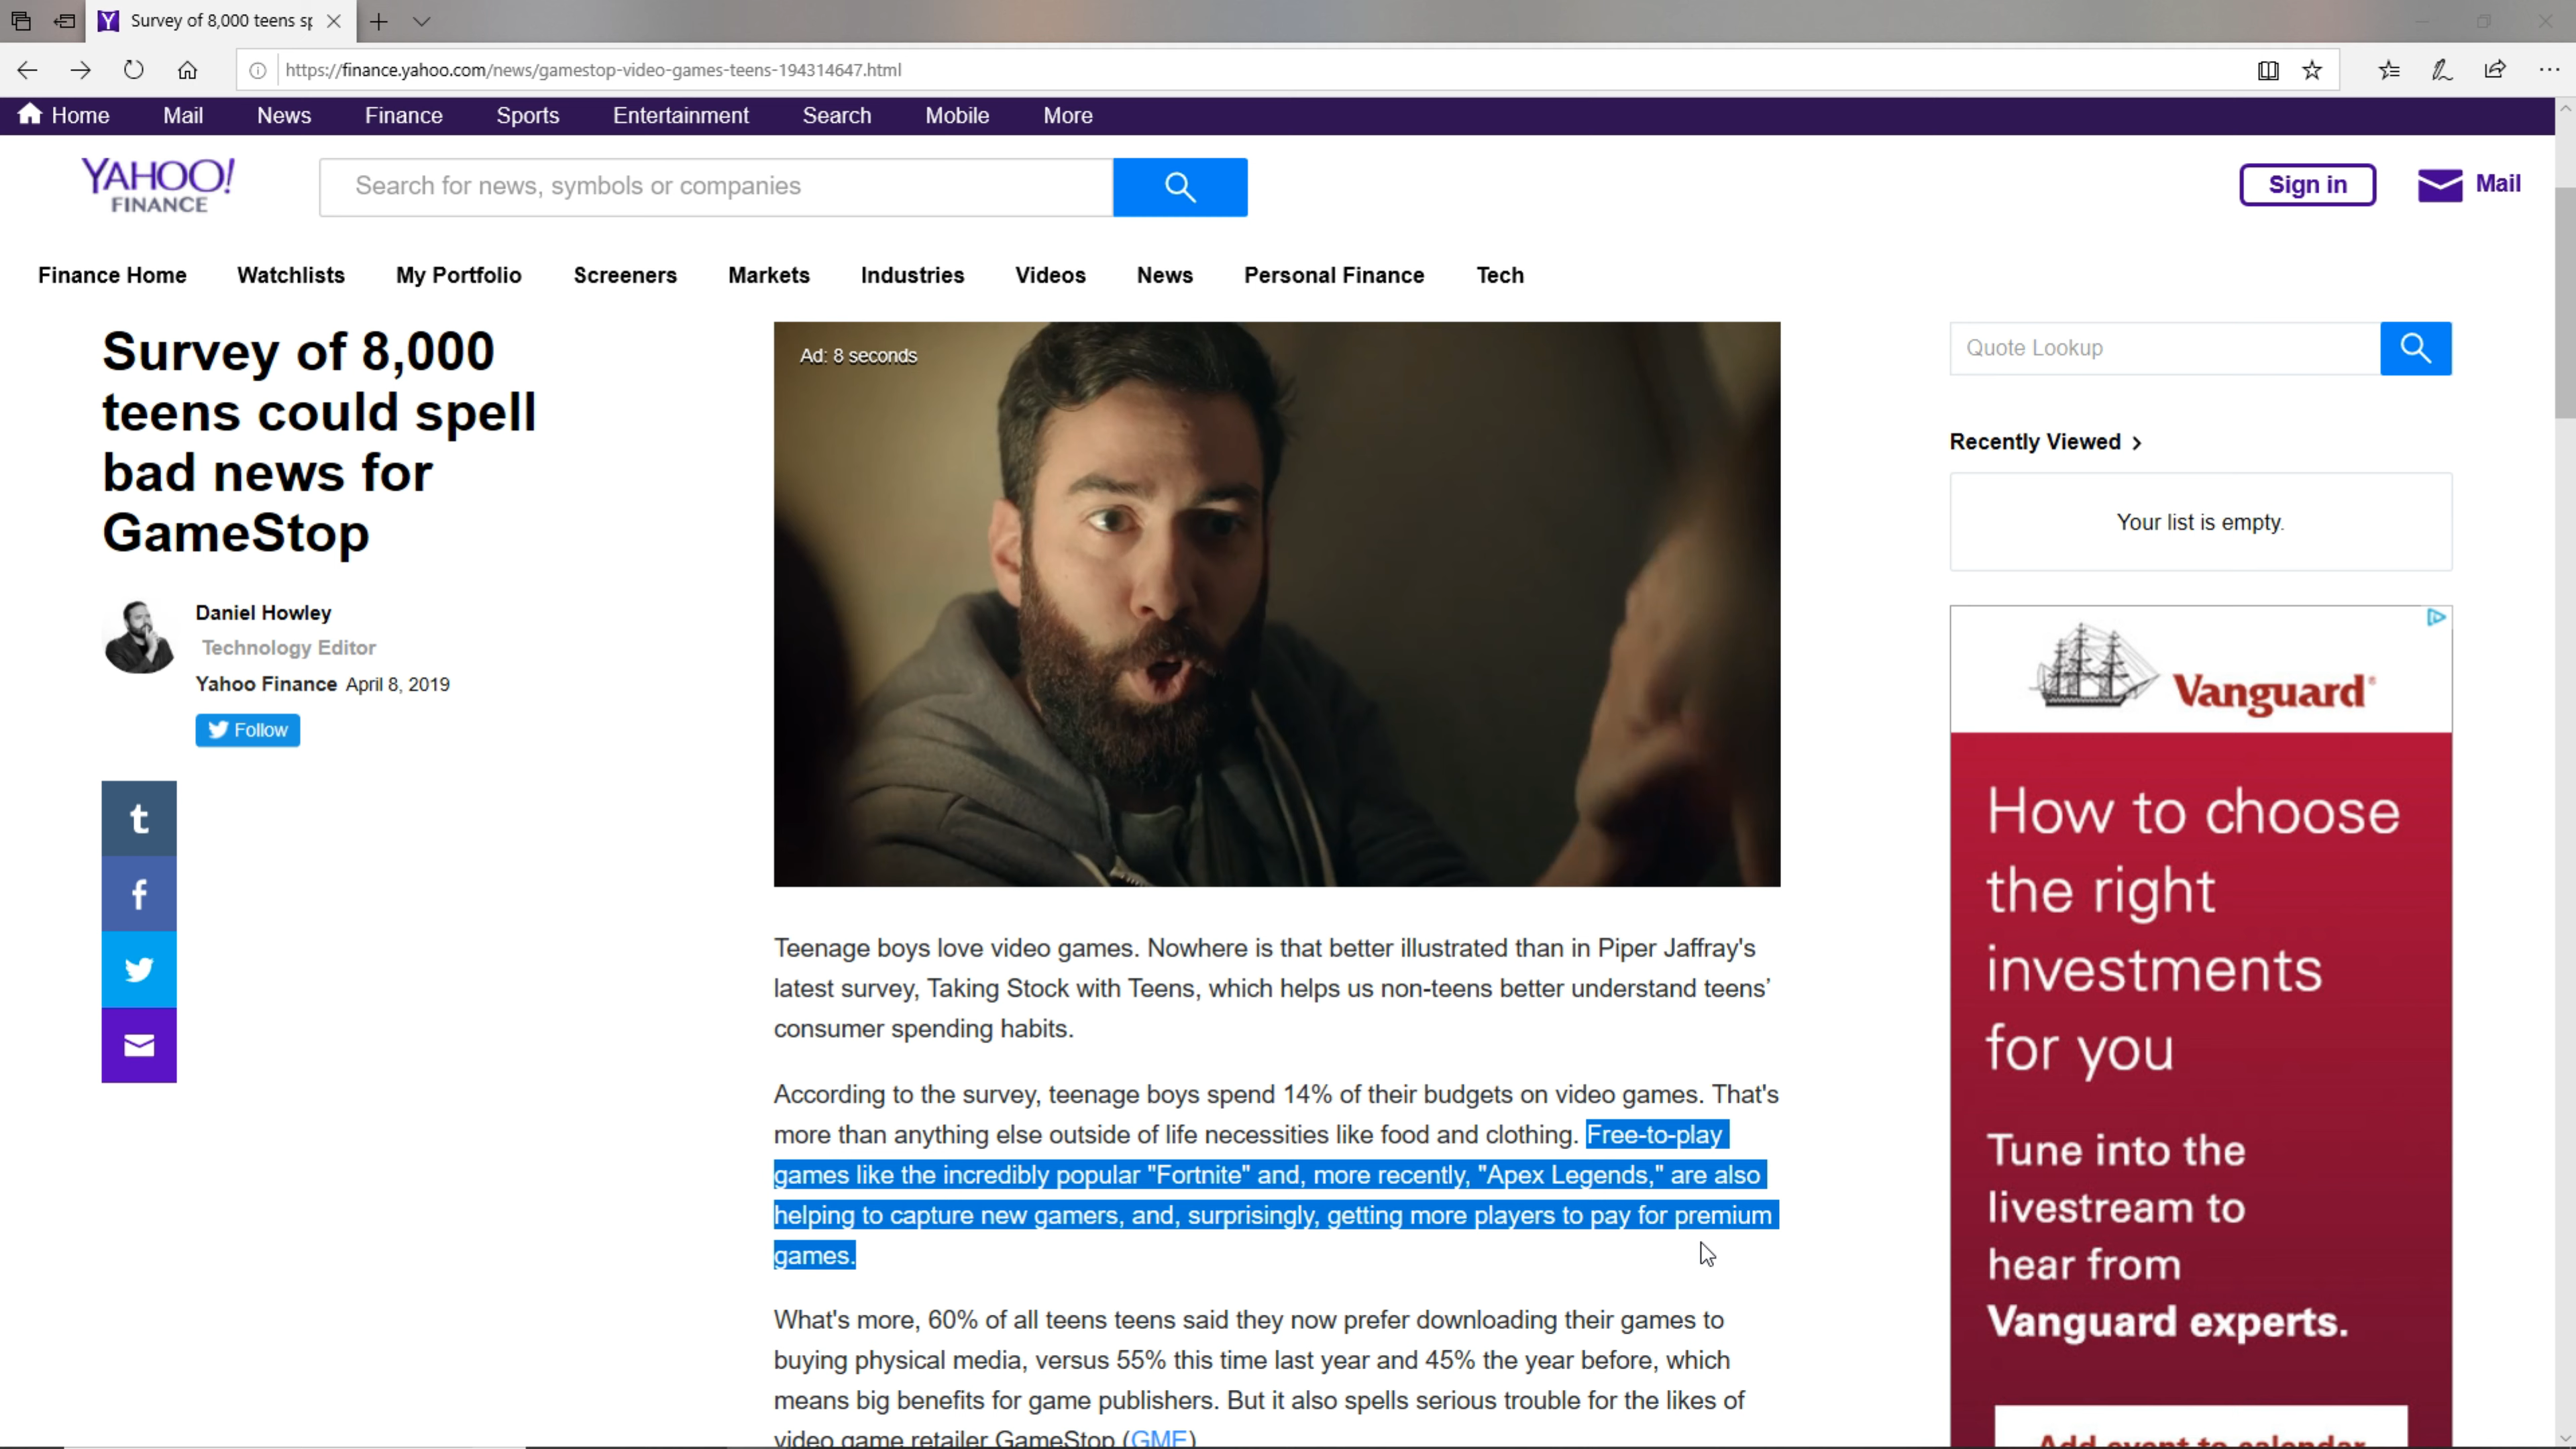 Survey of 8,000 teens sp
https://finance.yahoo.com/news/gamestop-video-games-teens-194314647.html
Home Mail News Finance Sports Entertainment Search Mobile More
YAHOO!
FINANCE
Search for news, symbols or companies
Sign in
Mail
Finance Home Watchlists My Portfolio Screeners Markets Industries Videos News Personal Finance Tech
Survey of 8,000
teens could spell
bad news for
GameStop
Daniel Howley
Technology Editor
Yahoo Finance April 8, 2019
Follow
Ad: 8 seconds
Teenage boys love video games. Nowhere is that better illustrated than in Piper Jaffray's
latest survey, Taking Stock with Teens, which helps us non-teens better understand teens’
consumer spending habits.
According to the survey, teenage boys spend 14% of their budgets on video games. That's
more than anything else outside of life necessities like food and clothing. Free-to-play
games like the incredibly popular "Fortnite" and, more recently, "Apex Legends," are also
helping to capture new gamers, and, surprisingly, getting more players to pay for premium
games.
What's more, 60% of all teens teens said they now prefer downloading their games to
buying physical media, versus 55% this time last year and 45% the year before, which
means big benefits for game publishers. But it also spells serious trouble for the likes of
video game retailer GameStop (GME)
Quote Lookup
Recently Viewed
Your list is empty.
Vanguard®
How to choose
the right
investments
for you
Tune into the
livestream to
hear from
Vanguard experts.
Add event to calendar